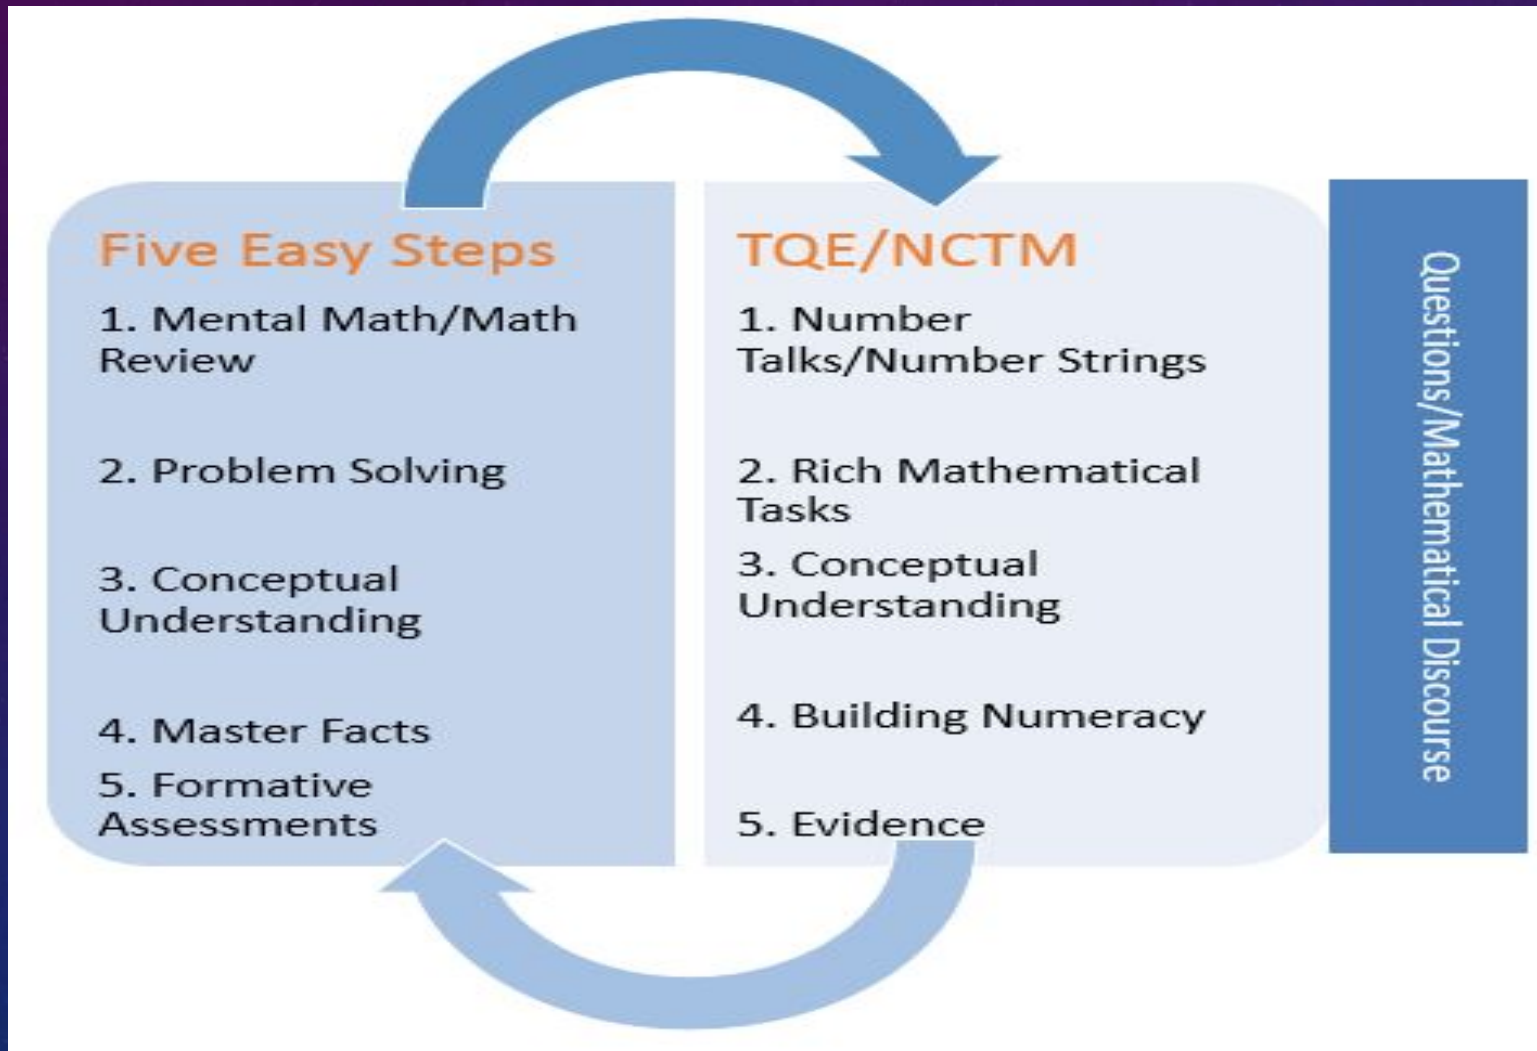 Five Easy Steps
1. Mental Math/Math
Review
2. Problem Solving
3. Conceptual
Understanding
4. Master Facts
5. Formative
Assessments
TQE/NCTM
1. Number
Talks/Number Strings
2. Rich Mathematical
Tasks
3. Conceptual
Understanding
4. Building Numeracy
5. Evidence
Questions/Mathematical Discourse